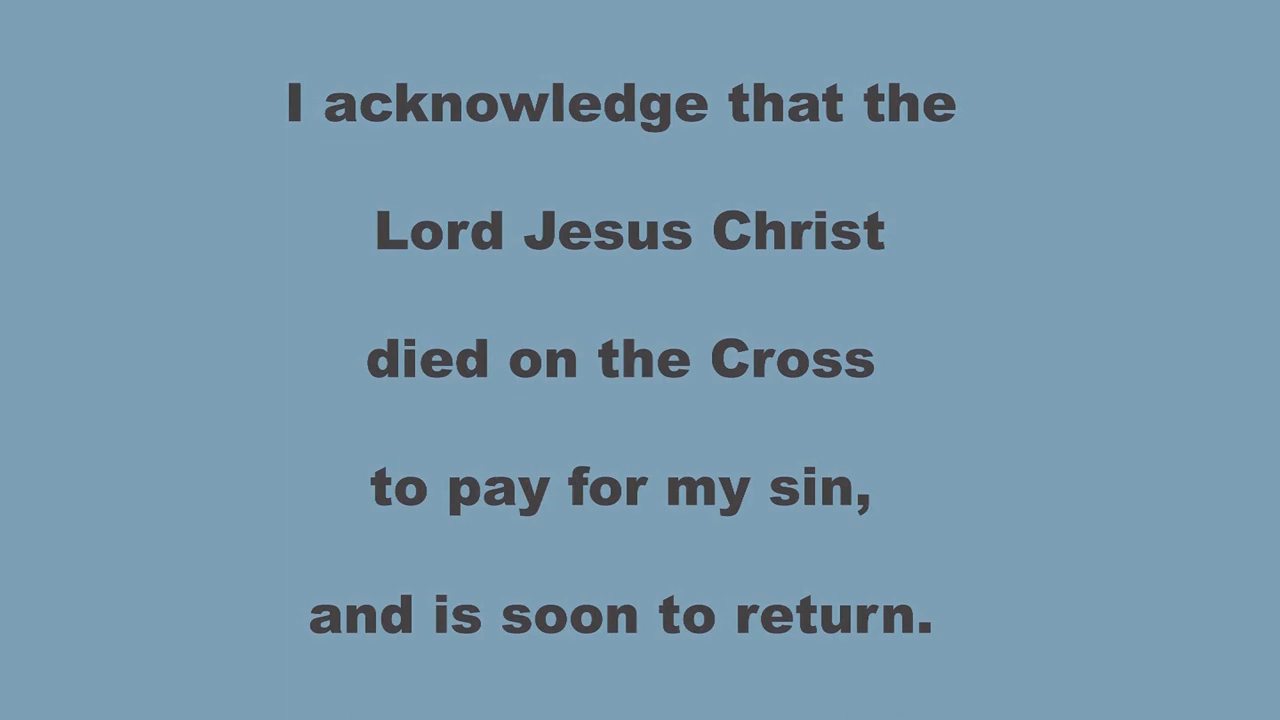 I acknowledge that the
Lord Jesus Christ
died on the Cross
to pay for my sin,
and is soon to return.